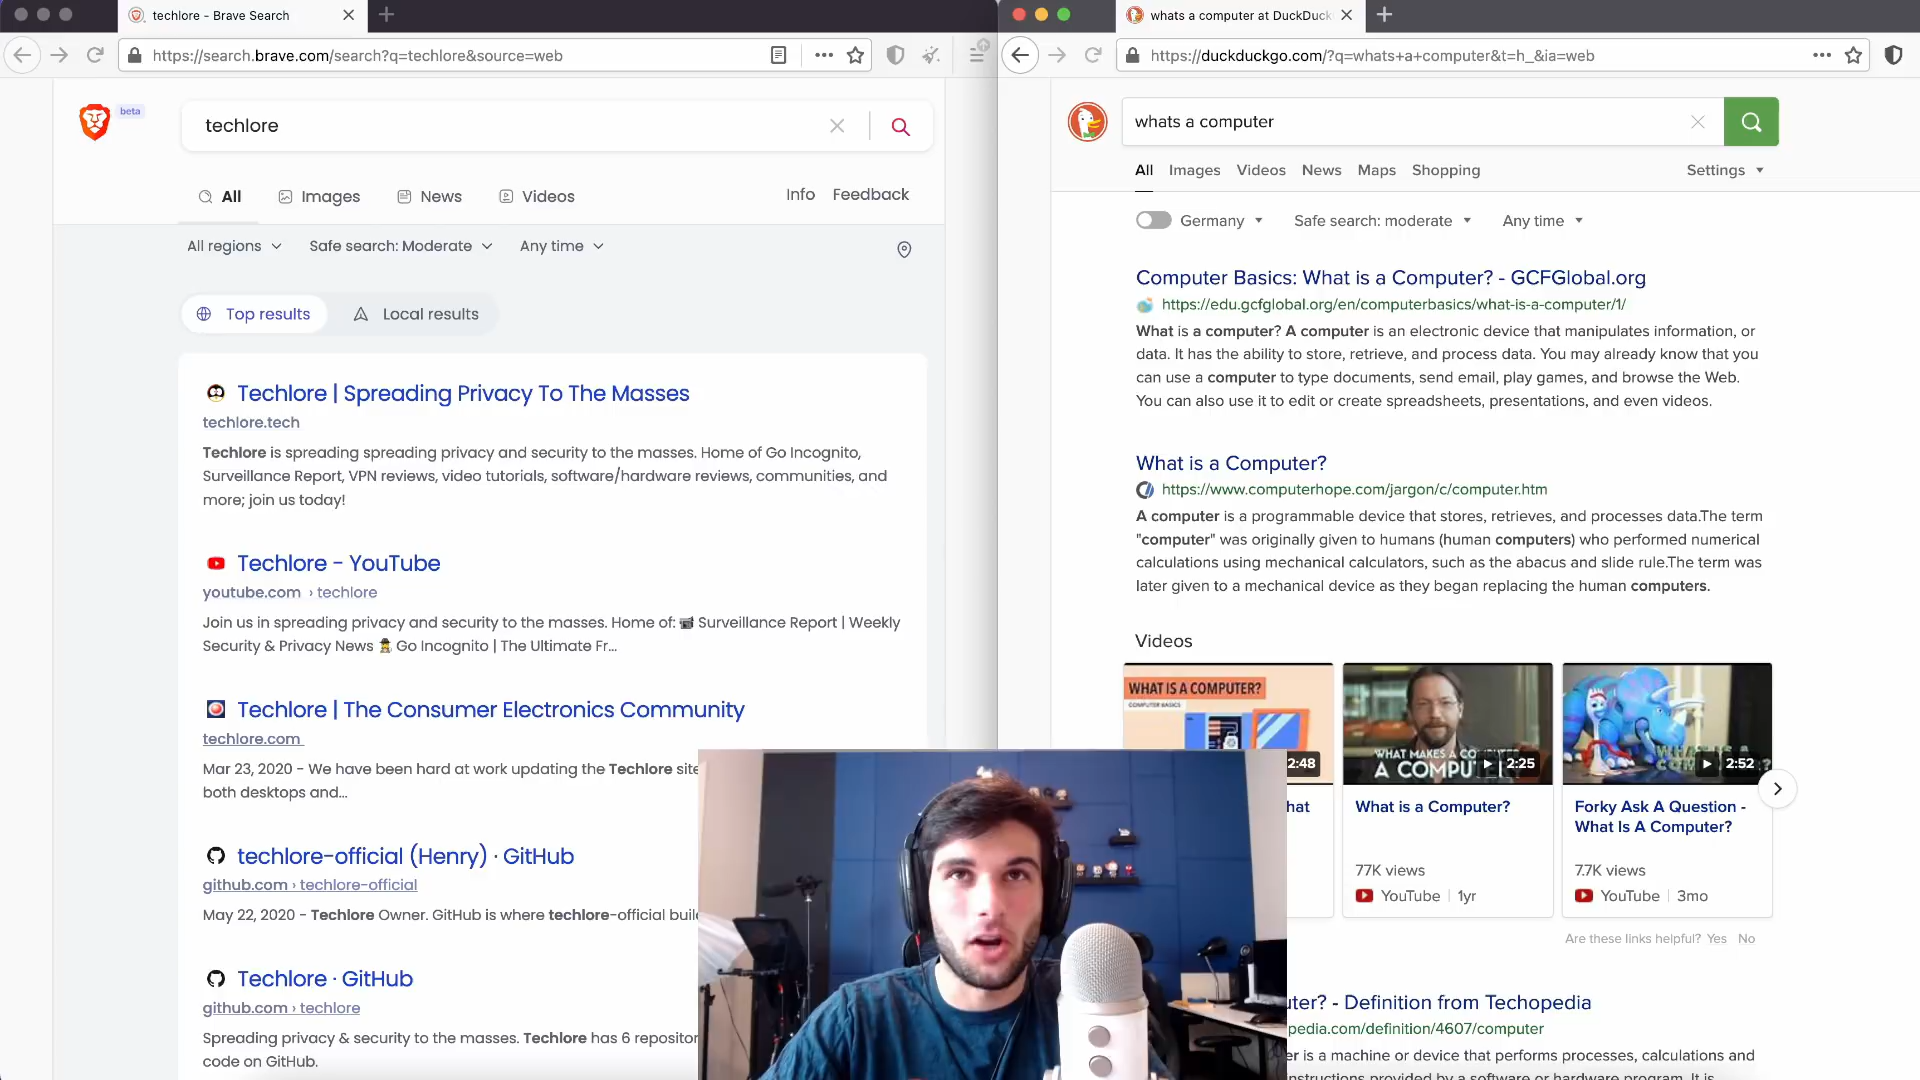 techlore - Brave Search
https://search.brave.com/search?q=techlore&source=web
beta
techlore
All
Images
News
Videos
Info
Feedback
All regions
Safe search: Moderate
Any time
Top results
Local results
Techlore | Spreading Privacy To The Masses
techlore.tech
Techlore is spreading spreading privacy and security to the masses. Home of Go Incognito,
Surveillance Report, VPN reviews, video tutorials, software/hardware reviews, communities, and
more; join us today!
Techlore - YouTube
youtube.com › techlore
Join us in spreading privacy and security to the masses. Home of: 📹 Surveillance Report | Weekly
Security & Privacy News 🕵 Go Incognito | The Ultimate Fr...
Techlore | The Consumer Electronics Community
techlore.com
Mar 23, 2020 - We have been hard at work updating the Techlore site
both desktops and...
techlore-official (Henry) · GitHub
github.com › techlore-official
May 22, 2020 - Techlore Owner. GitHub is where techlore-official
Techlore · GitHub
github.com › techlore
Spreading privacy & security to the masses. Techlore has 6
code on GitHub.
whats a computer at DuckDuc
https://duckduckgo.com/?q=whats+a+computer&t=h_&ia=web
whats a computer
All
Images
Videos
News
Maps
Shopping
Settings
Germany
Safe search: moderate
Any time
Computer Basics: What is a Computer? - GCFGlobal.org
https://edu.gcfglobal.org/en/computerbasics/what-is-a-computer/1/
What is a computer? A computer is an electronic device that manipulates information, or
data. It has the ability to store, retrieve, and process data. You may already know that you
can use a computer to type documents, send email, play games, and browse the Web.
You can also use it to edit or create spreadsheets, presentations, and even videos.
What is a Computer?
https://www.computerhope.com/jargon/c/computer.htm
A computer is a programmable device that stores, retrieves, and processes data.The term
"computer" was originally given to humans (human computers) who performed numerical
calculations using mechanical calculators, such as the abacus and slide rule.The term was
later given to a mechanical device as they began replacing the human computers.
Videos
WHAT IS A COMPUTER?
COMPUTER BASICS
2:48
hat
WHAT MAKES A CO
A COMPUT
2:25
What is a Computer?
77K views
YouTube
1yr
2:52
Forky Ask A Question -
What Is A Computer?
7.7K views
YouTube
3mo
Are these links helpful? Yes No
uter? - Definition from Techopedia
pedia.com/definition/4607/computer
er is a machine or device that performs processes, calculations and
instructions provided by a software or hardware program. It is